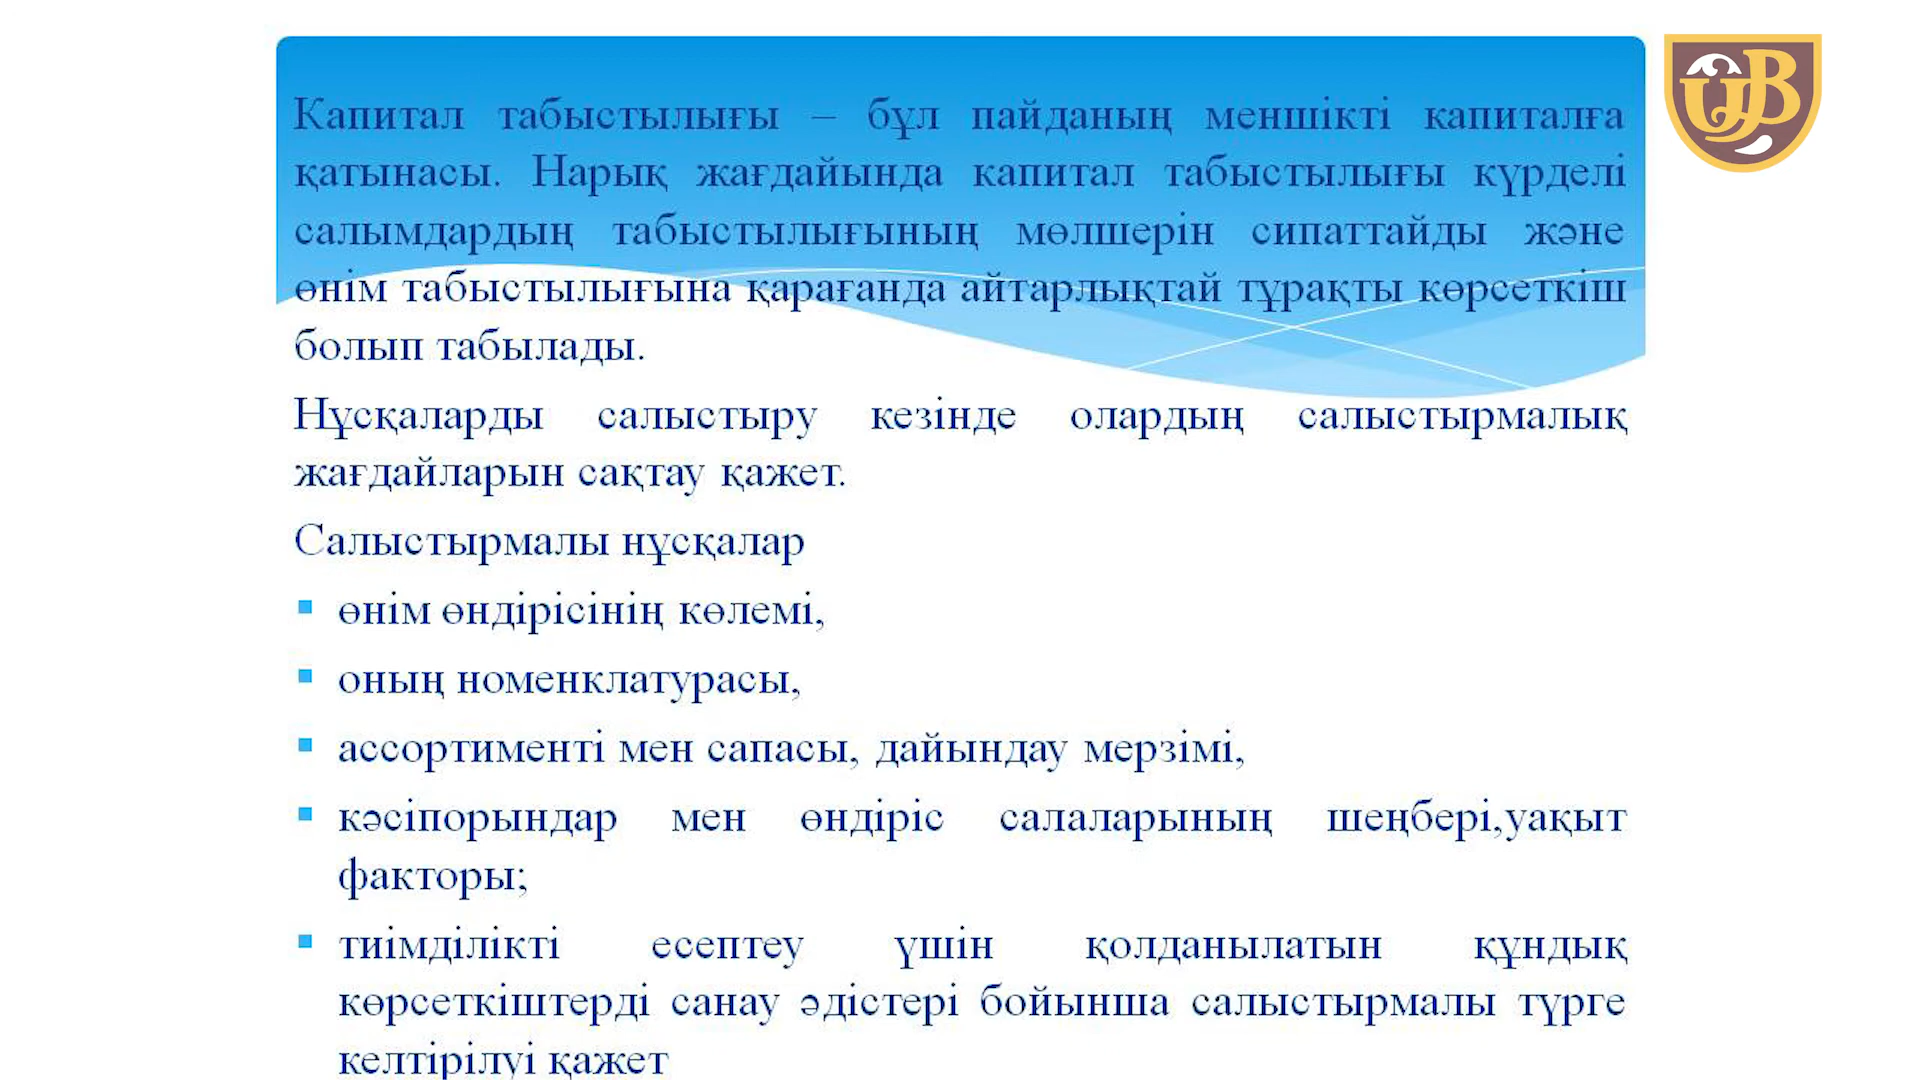 Капитал табыстылығы – бұл пайданың меншікті капиталға
қатынасы. Нарық жағдайында капитал табыстылығы күрделі
салымдардың табыстылығының мөлшерін сипаттайды және
өнім табыстылығына қарағанда айтарлықтай тұрақты көрсеткіш
болып табылады.
Нұсқаларды салыстыру кезінде олардың салыстырмалық
жағдайларын сақтау қажет.
Салыстырмалы нұсқалар
өнім өндірісінің көлемі,
оның номенклатурасы,
ассортименті мен сапасы, дайындау мерзімі,
кәсіпорындар мен өндіріс салаларының шеңбері,уақыт
факторы;
тиімділікті есептеу үшін қолданылатын құндық
көрсеткіштерді санау әдістері бойынша салыстырмалы түрге
келтірілуі қажет